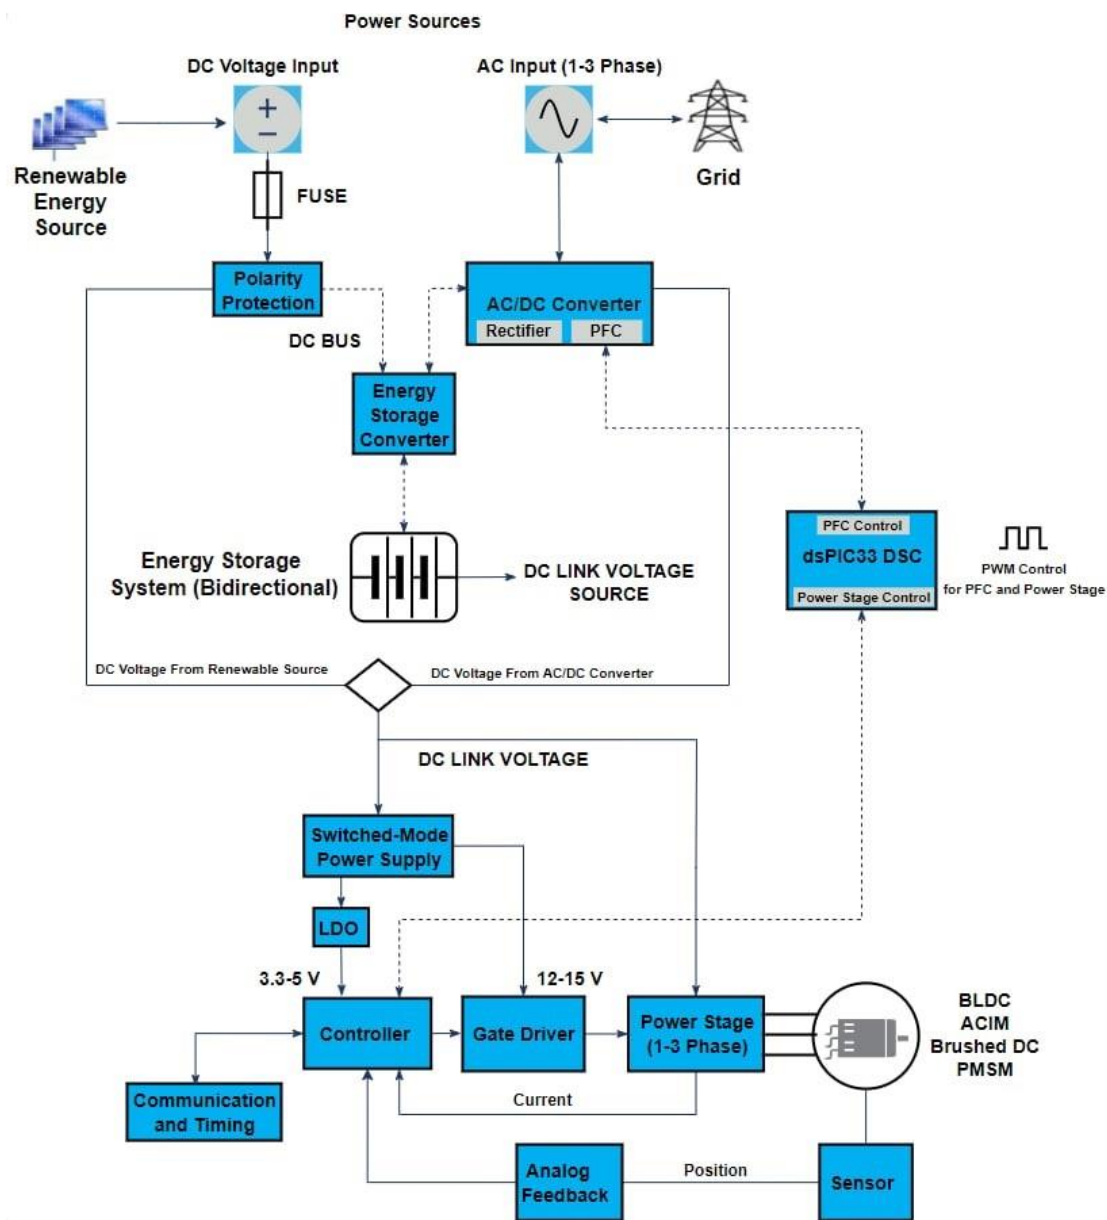 Power Sources
DC Voltage Input
AC Input (1-3 Phase)
Renewable
Energy
Source
FUSE
Grid
Polarity
Protection
AC/DC Converter
Rectifier
PFC
DC BUS
Energy
Storage
Converter
PFC Control
dsPIC33 DSC
Power Stage Control
PWM Control
for PFC and Power Stage
Energy Storage
System (Bidirectional)
DC LINK VOLTAGE
SOURCE
DC Voltage From Renewable Source
DC Voltage From AC/DC Converter
DC LINK VOLTAGE
Switched-Mode
Power Supply
LDO
3.3-5 V
12-15 V
Controller
Gate Driver
Power Stage
(1-3 Phase)
BLDC
ACIM
Brushed DC
PMSM
Communication
and Timing
Current
Analog
Feedback
Position
Sensor